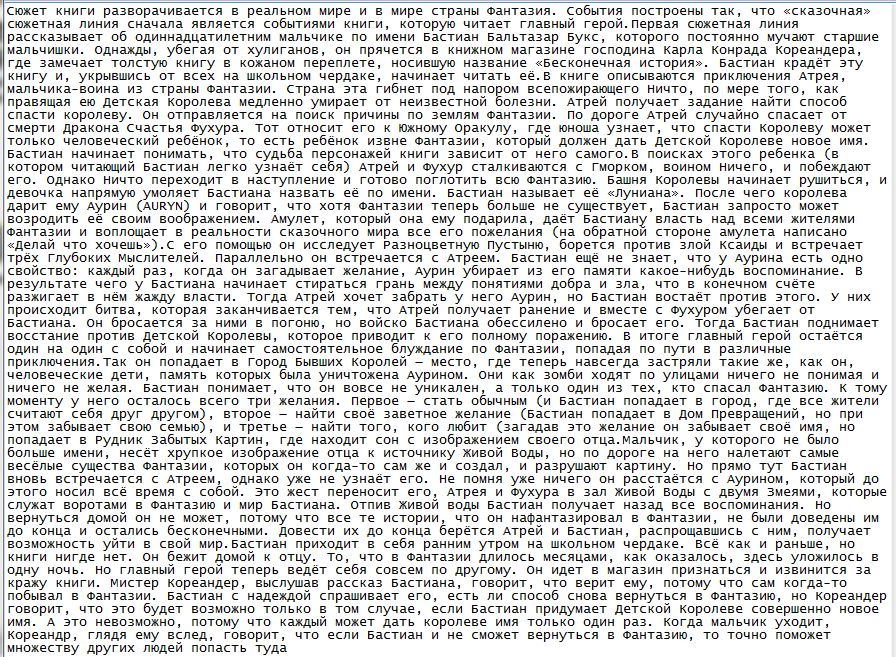 Сюжет книги разворачивается в реальном мире и в мире страны Фантазия. События построены так, что «сказочная»
сюжетная линия сначала является событиями книги, которую читает главный герой.Первая сюжетная линия
рассказывает об одиннадцатилетним мальчике по имени Бастиан Бальтазар Букс, которого постоянно мучают старшие
мальчишки. Однажды, убегая от хулиганов, он прячется в книжном магазине господина Карла Конрада Кореандера,
где замечает толстую книгу в кожаном переплете, носившую название «Бесконечная история». Бастиан крадёт эту
книгу и, укрывшись от всех на школьном чердаке, начинает читать её.В книге описываются приключения Атрея,
мальчика-воина из страны Фантазии. Страна эта гибнет под напором всепожирающего Ничто, по мере того, как
правящая ею Детская Королева медленно умирает от неизвестной болезни. Атрей получает задание найти способ
спасти королеву. Он отправляется на поиск причины по землям Фантазии. По дороге Атрей случайно спасает от
смерти Дракона Счастья Фухура. Тот относит его к Южному Оракулу, где юноша узнает, что спасти Королеву может
только человеческий ребёнок, то есть ребёнок извне Фантазии, который должен дать Детской Королеве новое имя.
Бастиан начинает понимать, что судьба персонажей книги зависит от него самого.В поисках этого ребенка (в
котором читающий Бастиан легко узнаёт себя) Атрей и Фухур сталкиваются с Гморком, воином Ничего, и побеждают
его. Однако Ничто переходит в наступление и готово поглотить всю Фантазию. Башня Королевы начинает рушиться, и
девочка напрямую умоляет Бастиана назвать её по имени. Бастиан называет её «Луниана». После чего королева
дарит ему Аурин (AURYN) и говорит, что хотя Фантазии теперь больше не существует, Бастиан запросто может
возродить её своим воображением. Амулет, который она ему подарила, даёт Бастиану власть над всеми жителями
Фантазии и воплощает в реальности сказочного мира все его пожелания (на обратной стороне амулета написано
«Делай что хочешь»).С его помощью он исследует Разноцветную Пустыню, борется против злой Ксаиды и встречает
трёх Глубоких Мыслителей. Параллельно он встречается с Атреем. Бастиан ещё не знает, что у Аурина есть одно
свойство: каждый раз, когда он загадывает желание, Аурин убирает из его памяти какое-нибудь воспоминание. В
результате чего у Бастиана начинает стираться грань между понятиями добра и зла, что в конечном счёте
разжигает в нём жажду власти. Тогда Атрей хочет забрать у него Аурин, но Бастиан востаёт против этого. У них
происходит битва, которая заканчивается тем, что Атрей получает ранение и вместе с Фухуром убегает от
Бастиана. Он бросается за ними в погоню, но войско Бастиана обессилено и бросает его. Тогда Бастиан поднимает
восстание против Детской Королевы, которое приводит к его полному поражению. В итоге главный герой остаётся
один на один с собой и начинает самостоятельное блуждание по Фантазии, попадая по пути в различные
приключения.Так он попадает в Город Бывших Королей — место, где теперь навсегда застряли такие же, как он,
человеческие дети, память которых была уничтожена Аурином. Они как зомби ходят по улицами ничего не понимая и
ничего не желая. Бастиан понимает, что он вовсе не уникален, а только один из тех, кто спасал Фантазию. К тому
моменту у него осталось всего три желания. Первое — стать обычным (и Бастиан попадает в город, где все жители
считают себя друг другом), второе — найти своё заветное желание (Бастиан попадает в Дом Превращений, но при
этом забывает свою семью), и третье — найти того, кого любит (загадав это желание он забывает своё имя, но
попадает в Рудник Забытых Картин, где находит сон с изображением своего отца.Мальчик, у которого не было
больше имени, несёт хрупкое изображение отца к источнику Живой Воды, но по дороге на него налетают самые
весёлые существа Фантазии, которых он когда-то сам же и создал, и разрушают картину. Но прямо тут Бастиан
вновь встречается с Атреем, однако уже не узнаёт его. Не помня уже ничего он расстаётся с Аурином, который до
этого носил всё время с собой. Это жест переносит его, Атрея и Фухура в зал Живой Воды с двумя Змеями, которые
служат воротами в Фантазию и мир Бастиана. Отпив Живой воды Бастиан получает назад все воспоминания. Но
вернуться домой он не может, потому что все те истории, что он нафантазировал в Фантазии, не были доведены им
до конца и остались бесконечными. Довести их до конца берётся Атрей и Бастиан, распрощавшись с ним, получает
возможность уйти в свой мир.Бастиан приходит в себя ранним утром на школьном чердаке. Всё как и раньше, но
книги нигде нет. Он бежит домой к отцу. То, что в Фантазии длилось месяцами, как оказалось, здесь уложилось в
одну ночь. Но главный герой теперь ведёт себя совсем по другому. Он идет в магазин признаться и извинится за
кражу книги. Мистер Кореандер, выслушав рассказ Бастиана, говорит, что верит ему, потому что сам когда-то
побывал в Фантазии. Бастиан с надеждой спрашивает его, есть ли способ снова вернуться в Фантазию, но Кореандер
говорит, что это будет возможно только в том случае, если Бастиан придумает Детской Королеве совершенно новое
имя. А это невозможно, потому что каждый может дать королеве имя только один раз. Когда мальчик уходит,
Кореандр, глядя ему вслед, говорит, что если Бастиан и не сможет вернуться в Фантазию, то точно поможет
множеству других людей попасть туда